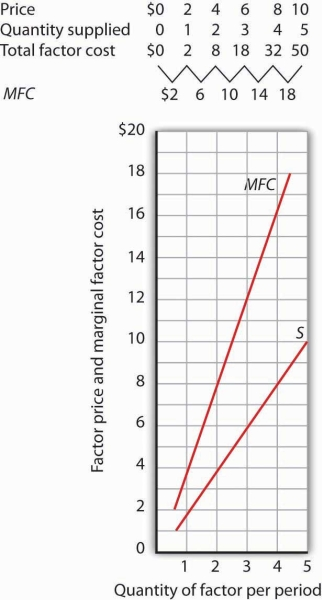 Price $0 2 4 6 8 10
Quantity supplied 0 1 2 3 4 5
Total factor cost $0 2 8 18 32 50
MFC $2 6 10 14 18
$20
18
MFC
16
14
12
10
S
8
6
4
2
0
1 2 3 4 5
Factor price and marginal factor cost
Quantity of factor per period